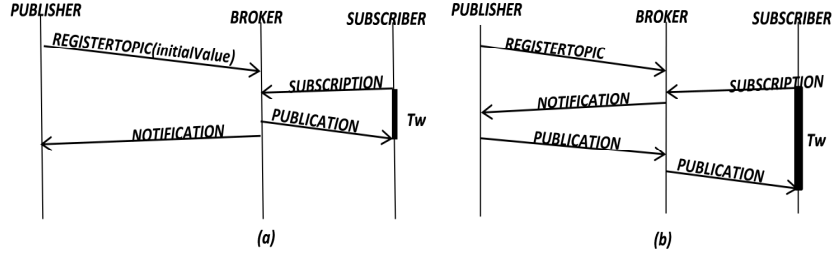 PUBLISHER
BROKER
SUBSCRIBER
REGISTERTOPIC(initialValue)
SUBSCRIPTION
PUBLICATION
Tw
NOTIFICATION
(a)
PUBLISHER
BROKER
SUBSCRIBER
REGISTERTOPIC
SUBSCRIPTION
NOTIFICATION
PUBLICATION
Tw
PUBLICATION
(b)